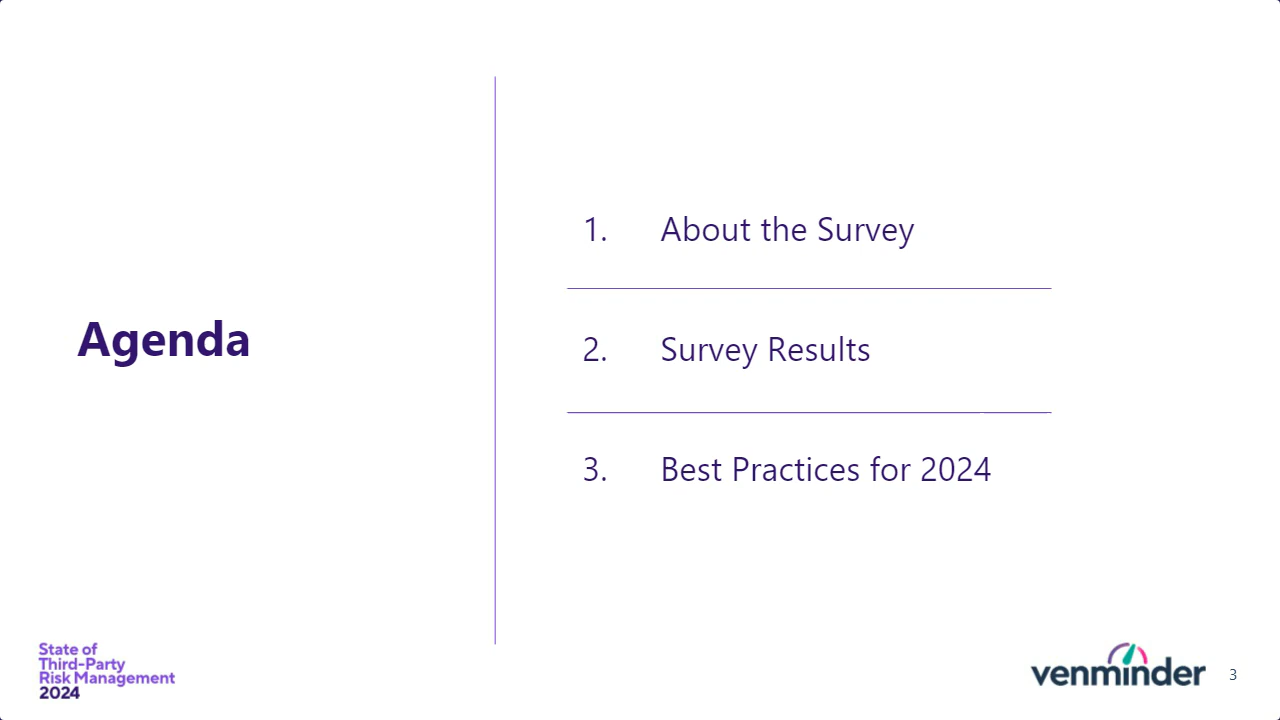 Agenda
1. About the Survey
2. Survey Results
3. Best Practices for 2024
State of
Third-Party
Risk Management
2024
venminder
3